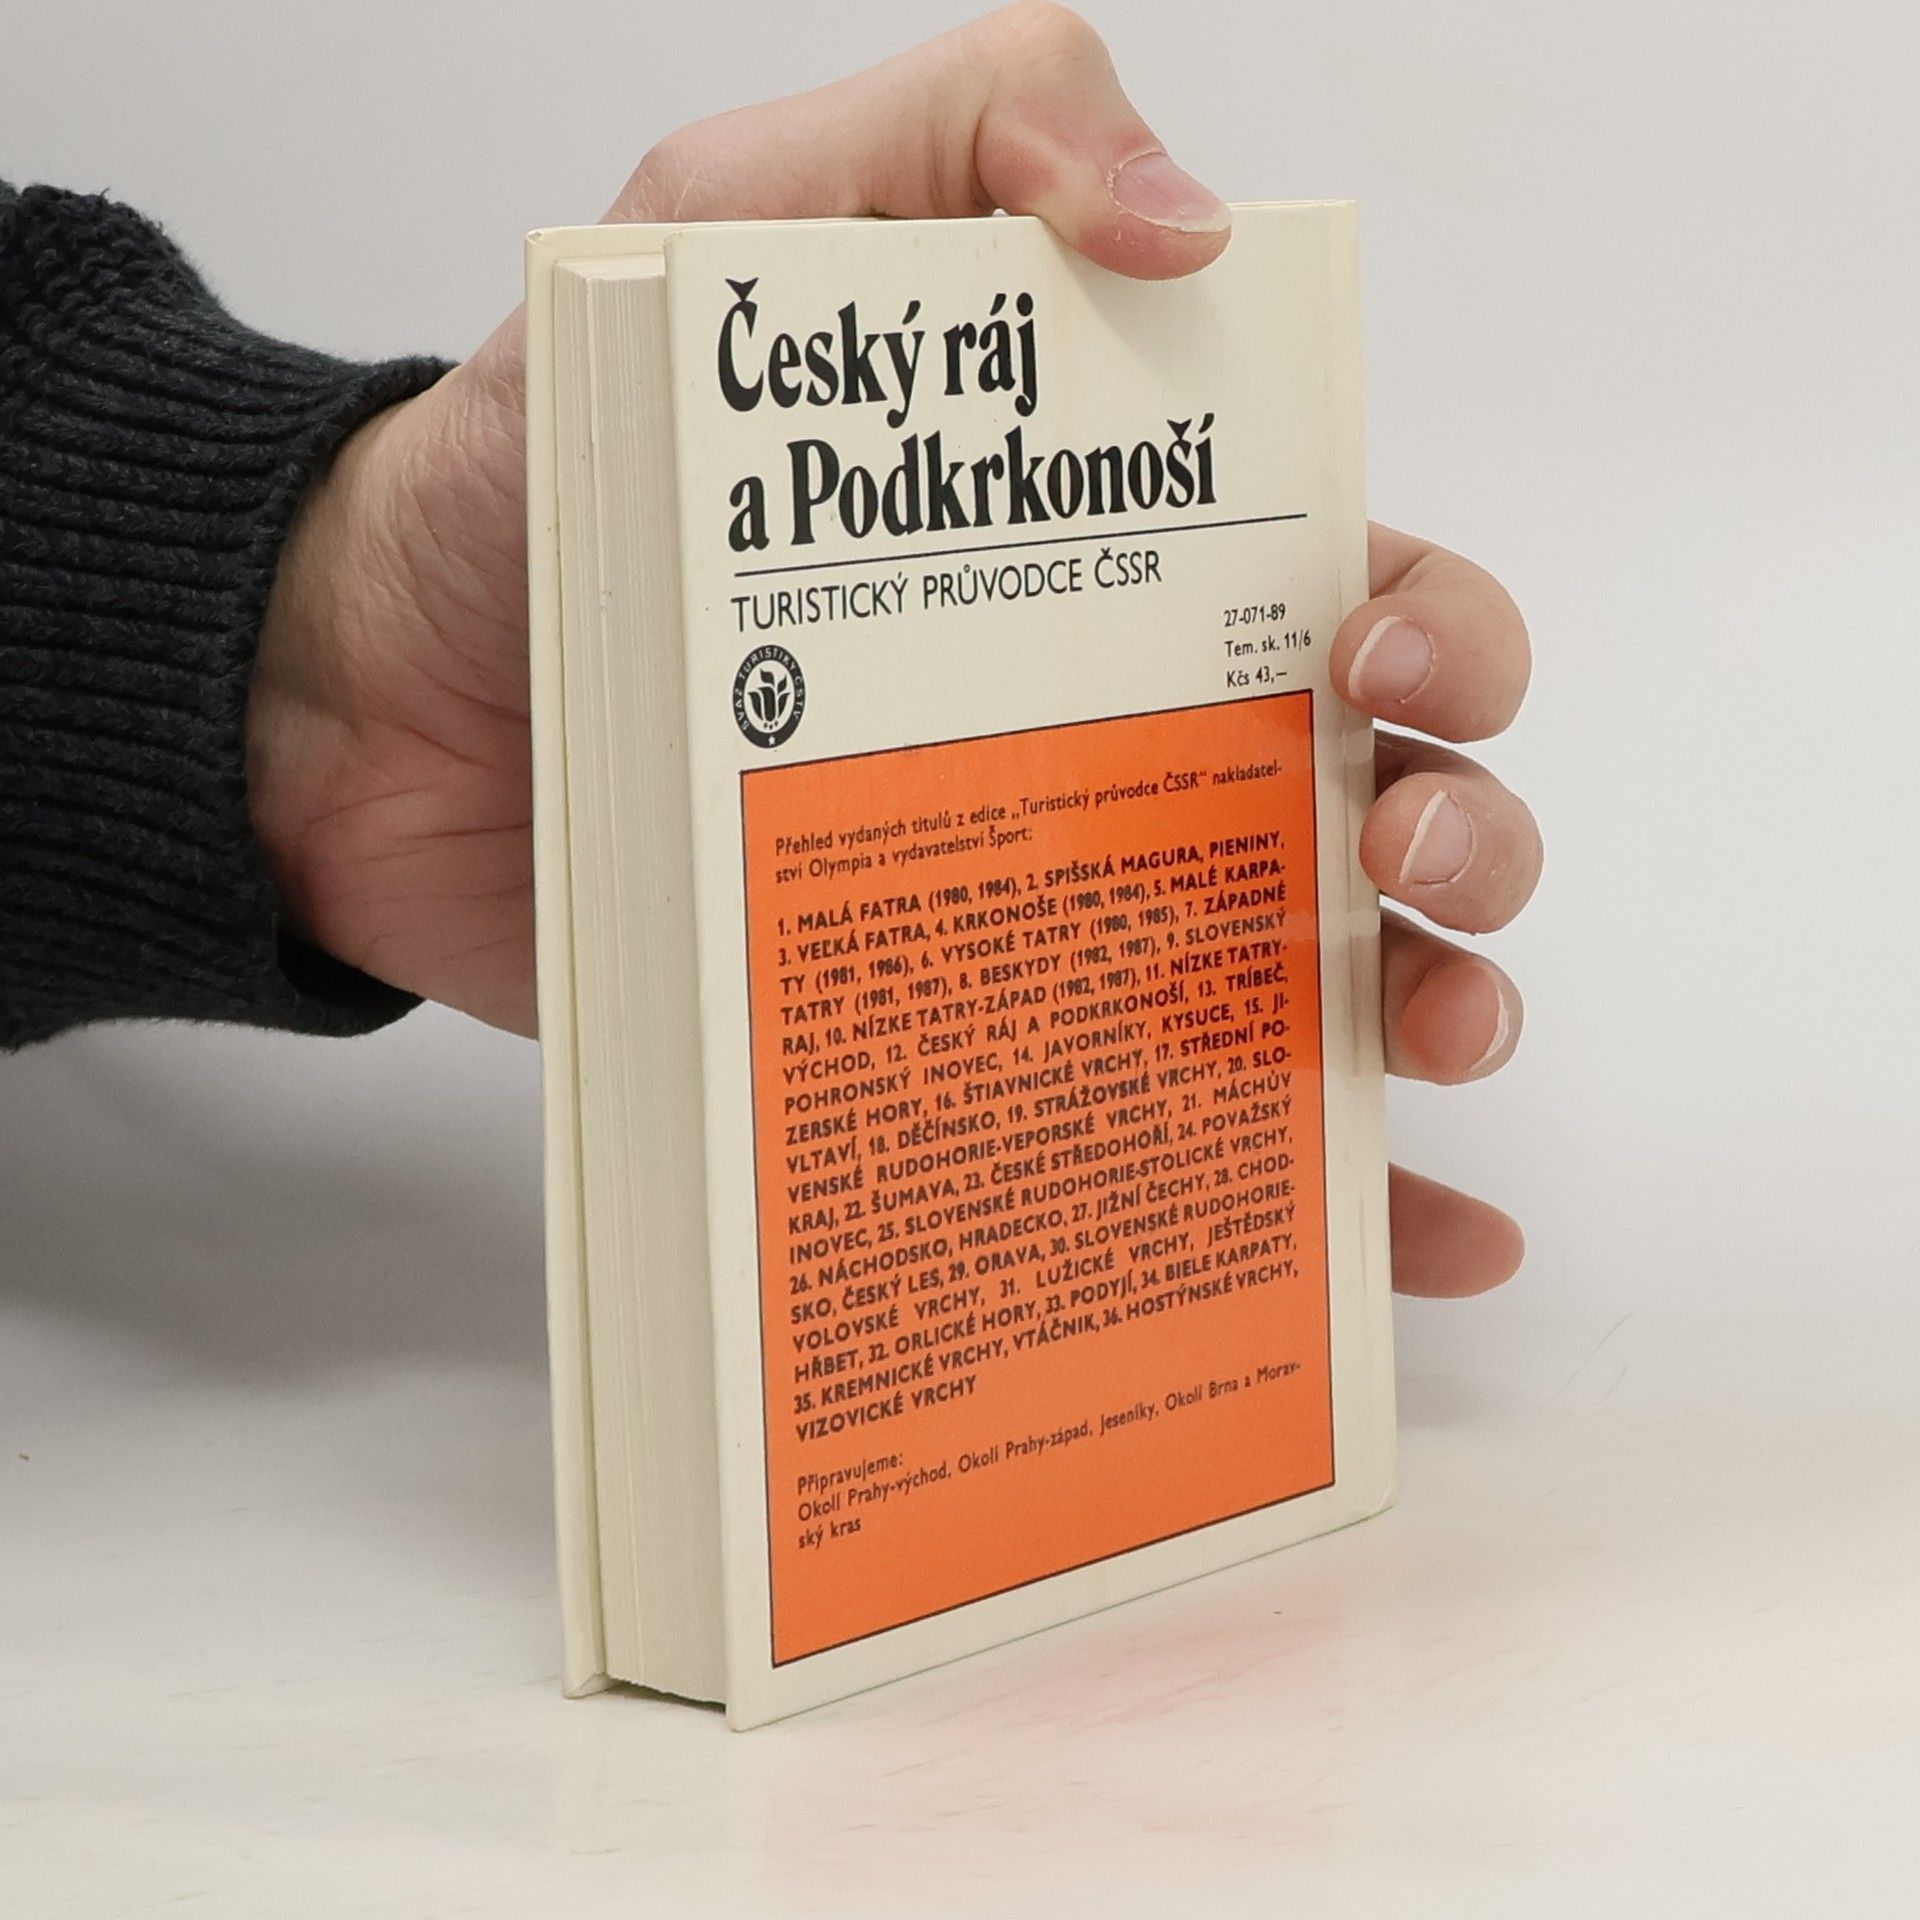 Český ráj
a Podkrkonoší
TURISTICKÝ PRŮVODCE ČSSR
27-071-89
Tem. sk. 11/6
Kčs 43,—
SVAZ TURISTIKY ČSTV
Přehled vydaných titulů z edice „Turistický průvodce ČSSR“ nakladatel-
ství Olympia a vydavatelství Šport:
1. MALÁ FATRA (1980, 1984), 2. SPIŠSKÁ MAGURA, PIENINY,
3. VEĽKÁ FATRA, 4. KRKONOŠE (1980, 1984), 5. MALÉ KARPA-
TY (1981, 1986), 6. VYSOKÉ TATRY (1980, 1985), 7. ZÁPADNÉ
TATRY (1981, 1987), 8. BESKYDY (1982, 1987), 9. SLOVENSKÝ
RAJ, 10. NÍZKE TATRY-ZÁPAD (1982, 1987), 11. NÍZKE TATRY-
VÝCHOD, 12. ČESKÝ RÁJ A PODKRKONOŠÍ, 13. TRÍBEČ,
POHRONSKÝ INOVEC, 14. JAVORNÍKY, KYSUCE, 15. JI-
ZERSKÉ HORY, 16. ŠTIAVNICKÉ VRCHY, 17. STŘEDNÍ PO-
VLTAVÍ, 18. DĚČÍNSKO, 19. STRÁŽOVSKÉ VRCHY, 20. SLO-
VENSKÉ RUDOHORIE-VEPORSKÉ VRCHY, 21. MÁCHŮV
KRAJ, 22. ŠUMAVA, 23. ČESKÉ STŘEDOHOŘÍ, 24. POVAŽSKÝ
INOVEC, 25. SLOVENSKÉ RUDOHORIE-STOLICKÉ VRCHY,
26. NÁCHODSKO, HRADECKO, 27. JIŽNÍ ČECHY, 28. CHOD-
SKO, ČESKÝ LES, 29. ORAVA, 30. SLOVENSKÉ RUDOHORIE-
VOLOVSKÉ VRCHY, 31. LUŽICKÉ VRCHY, JEŠTĚDSKÝ
HŘBET, 32. ORLICKÉ HORY, 33. PODYJÍ, 34. BIELE KARPATY,
35. KREMNICKÉ VRCHY, VTÁČNIK, 36. HOSTÝNSKÉ VRCHY,
VIZOVICKÉ VRCHY
Připravujeme:
Okolí Prahy-východ, Okolí Prahy-západ, Jeseníky, Okolí Brna a Morav-
ský kras